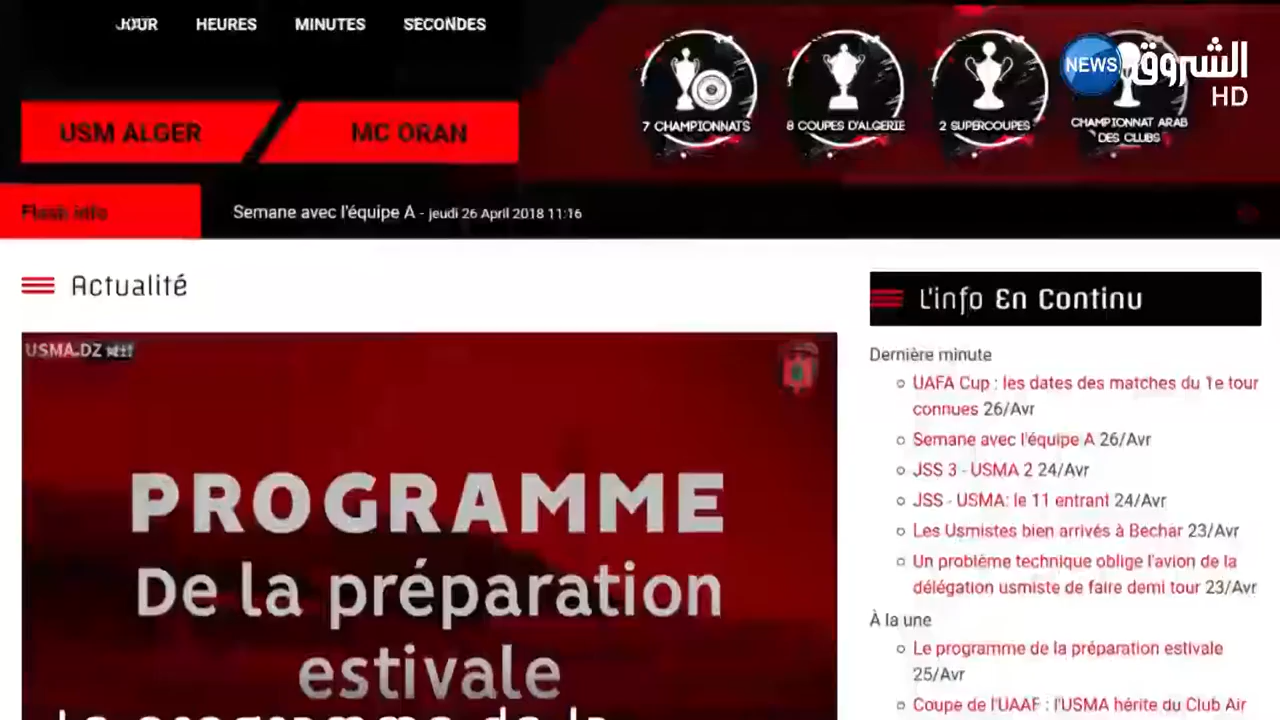 JOUR HEURES MINUTES SECONDES
USM ALGER MC ORAN
7 CHAMPIONNATS
8 COUPES D'ALGERIE
2 SUPERCOUPES
CHAMPIONNAT ARAB
DES CLUBS
NEWS الشروق
HD
Flash info
Semane avec l'équipe A - jeudi 26 April 2018 11:16
Actualité
USMA.DZ
PROGRAMME
De la préparation
estivale
Le programme de la
L'info En Continu
Dernière minute
UAFA Cup : les dates des matches du 1e tour
connues 26/Avr
Semane avec l'équipe A 26/Avr
JSS 3 - USMA 2 24/Avr
JSS - USMA: le 11 entrant 24/Avr
Les Usmistes bien arrivés à Bechar 23/Avr
Un problème technique oblige l'avion de la
délégation usmiste de faire demi tour 23/Avr
À la une
Le programme de la préparation estivale
25/Avr
Coupe de l'UAAF : l'USMA hérite du Club Air